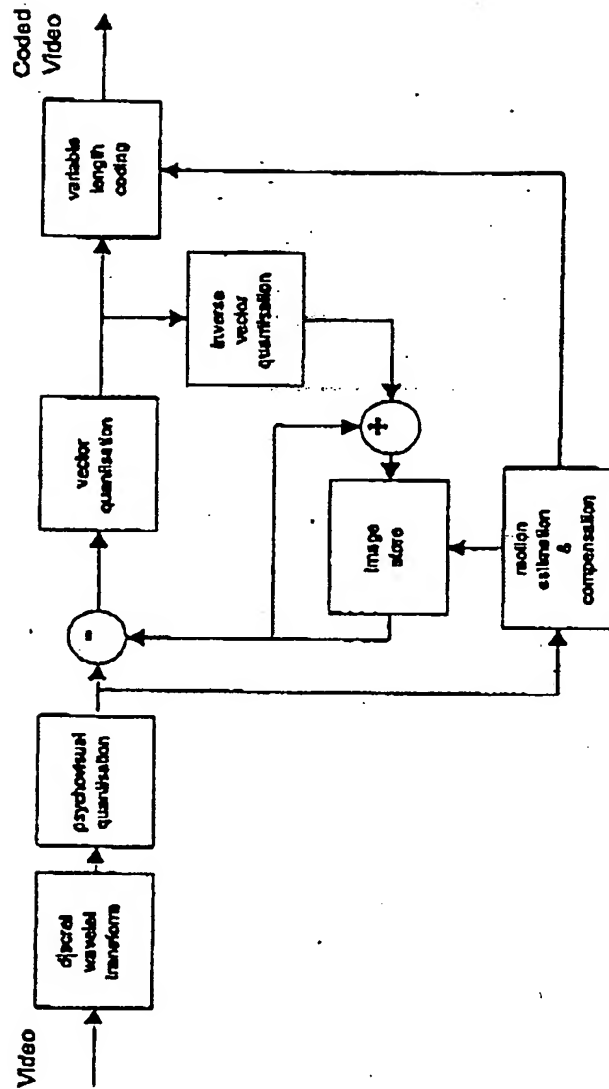 Video
discret
wavelet
transform
psychovisual
quantisation
-
vector
quantisation
variable
length
coding
Coded
Video
inverse
vector
quantisation
+
image
store
motion
estimation
&
compensation